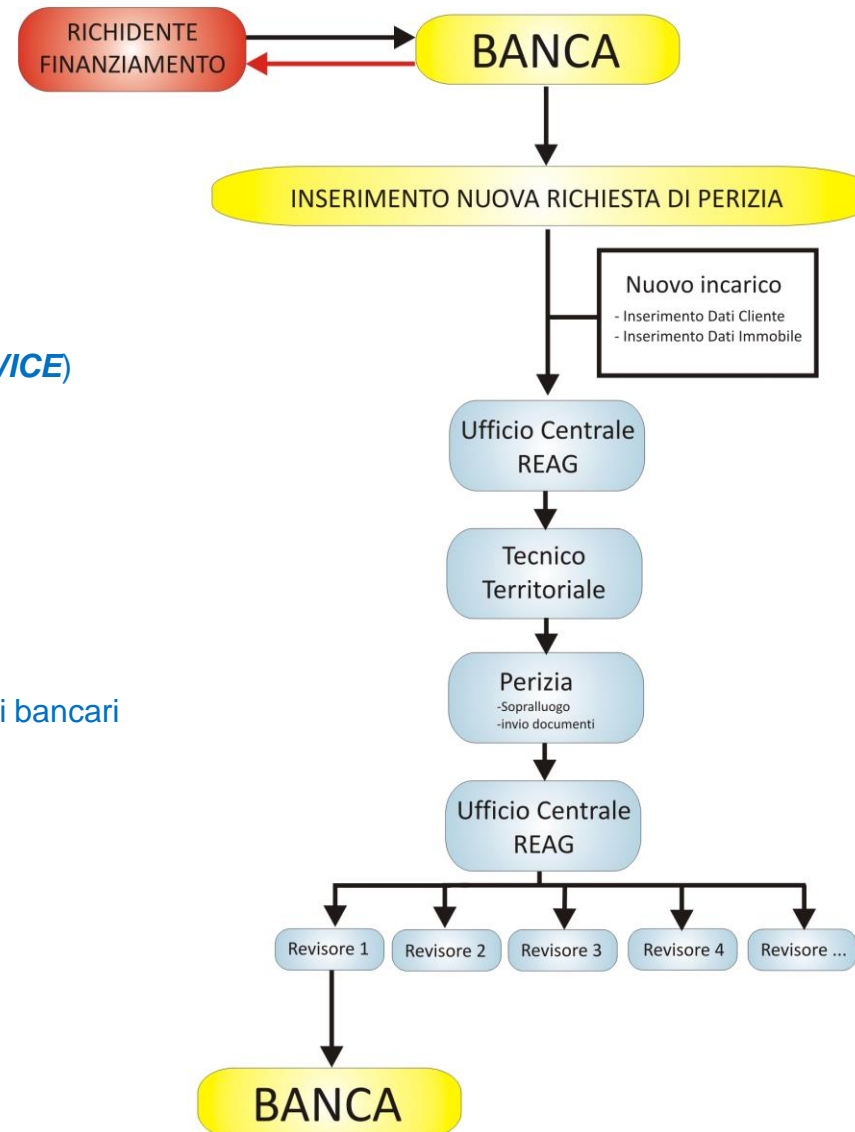 RICHIDENTE
FINANZIAMENTO
BANCA
INSERIMENTO NUOVA RICHIESTA DI PERIZIA
Nuovo incarico
- Inserimento Dati Cliente
- Inserimento Dati Immobile
VICE)
Ufficio Centrale
REAG
Tecnico
Territoriale
Perizia
-Sopralluogo
-invio documenti
i bancari
Ufficio Centrale
REAG
Revisore 1
Revisore 2
Revisore 3
Revisore 4
Revisore ...
BANCA